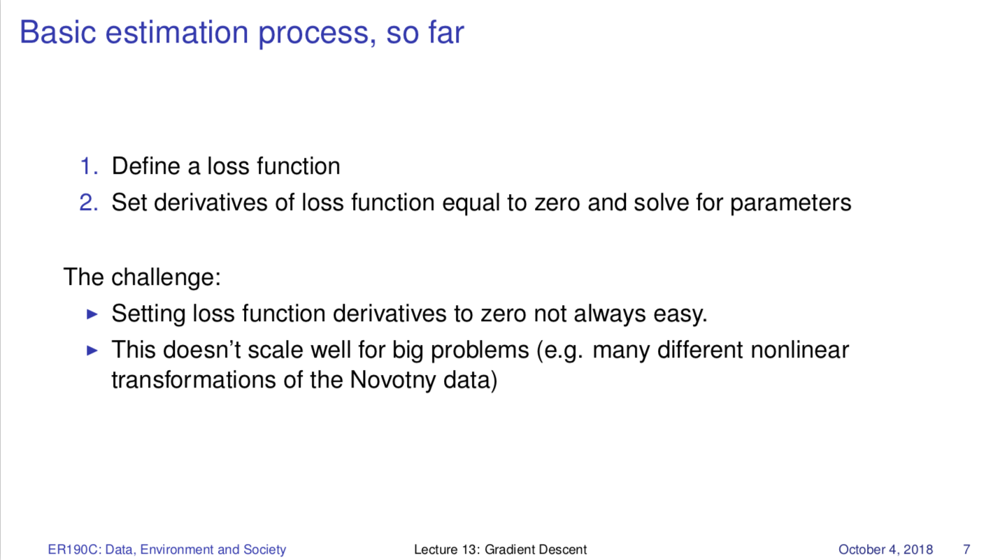 Basic estimation process, so far
1. Define a loss function
2. Set derivatives of loss function equal to zero and solve for parameters
The challenge:
▶ Setting loss function derivatives to zero not always easy.
▶ This doesn't scale well for big problems (e.g. many different nonlinear
transformations of the Novotny data)
ER190C: Data, Environment and Society Lecture 13: Gradient Descent October 4, 2018 7